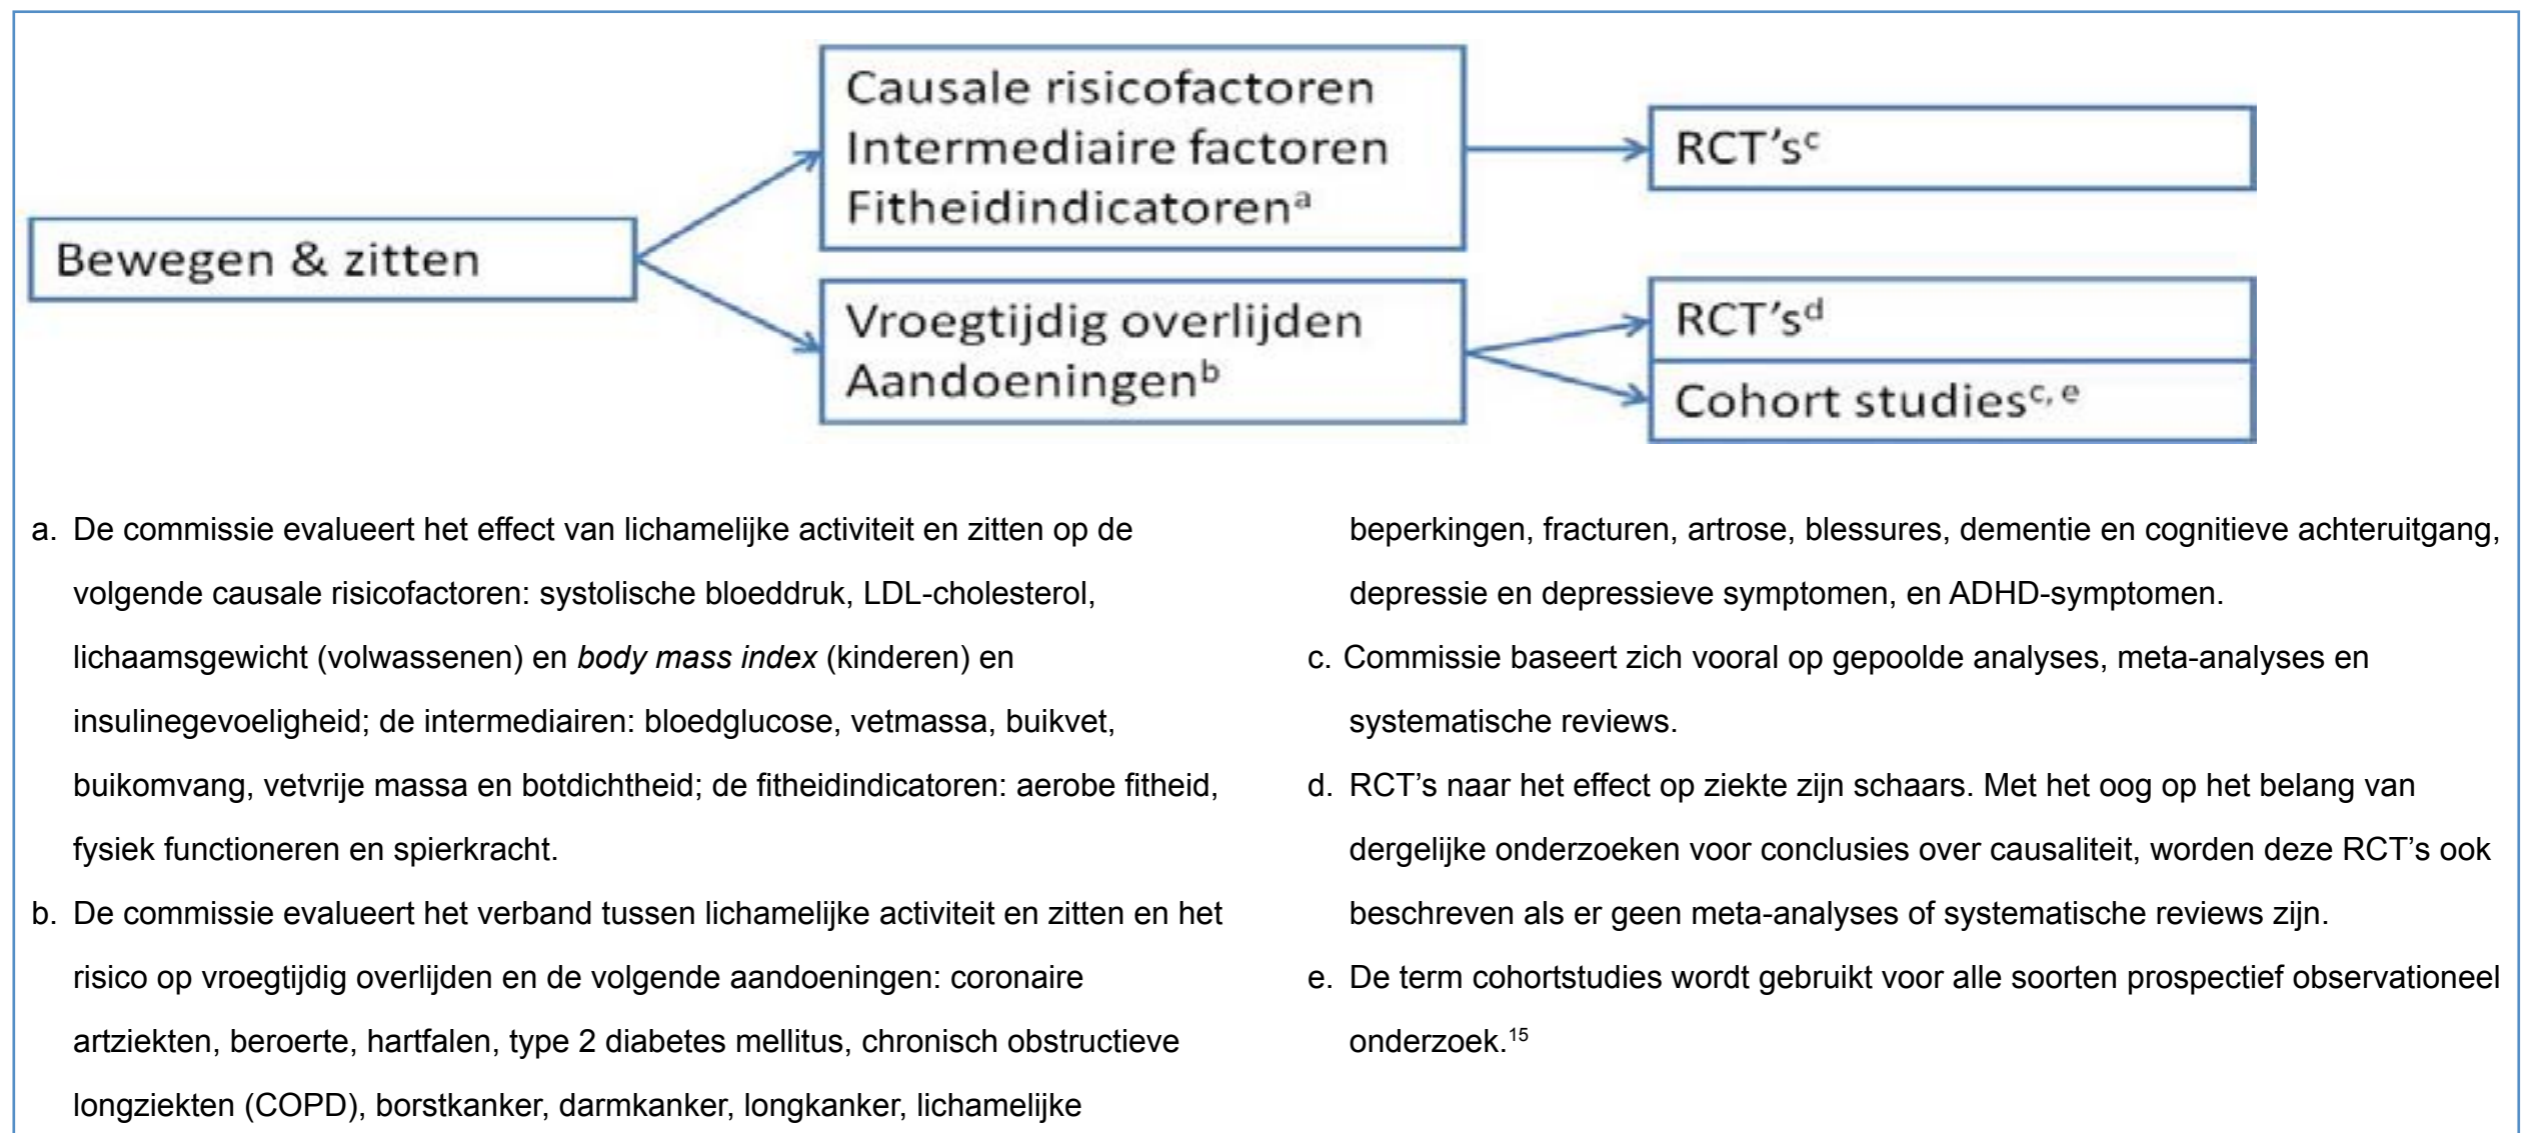 Bewegen & zitten
Causale risicofactoren
Intermediaire factoren
Fitheidindicatorenᵃ
Vroegtijdig overlijden
Aandoeningenᵇ
RCT’sᶜ
RCT’sᵈ
Cohort studiesᶜ, ᵉ
a. De commissie evalueert het effect van lichamelijke activiteit en zitten op de
volgende causale risicofactoren: systolische bloeddruk, LDL-cholesterol,
lichaamsgewicht (volwassenen) en body mass index (kinderen) en
insulinegevoeligheid; de intermediairen: bloedglucose, vetmassa, buikvet,
buikomvang, vetvrije massa en botdichtheid; de fitheidindicatoren: aerobe fitheid,
fysiek functioneren en spierkracht.
b. De commissie evalueert het verband tussen lichamelijke activiteit en zitten en het
risico op vroegtijdig overlijden en de volgende aandoeningen: coronaire
artziekten, beroerte, hartfalen, type 2 diabetes mellitus, chronisch obstructieve
longziekten (COPD), borstkanker, darmkanker, longkanker, lichamelijke
beperkingen, fracturen, artrose, blessures, dementie en cognitieve achteruitgang,
depressie en depressieve symptomen, en ADHD-symptomen.
c. Commissie baseert zich vooral op gepoolde analyses, meta-analyses en
systematische reviews.
d. RCT’s naar het effect op ziekte zijn schaars. Met het oog op het belang van
dergelijke onderzoeken voor conclusies over causaliteit, worden deze RCT’s ook
beschreven als er geen meta-analyses of systematische reviews zijn.
e. De term cohortstudies wordt gebruikt voor alle soorten prospectief observationeel
onderzoek.¹⁵